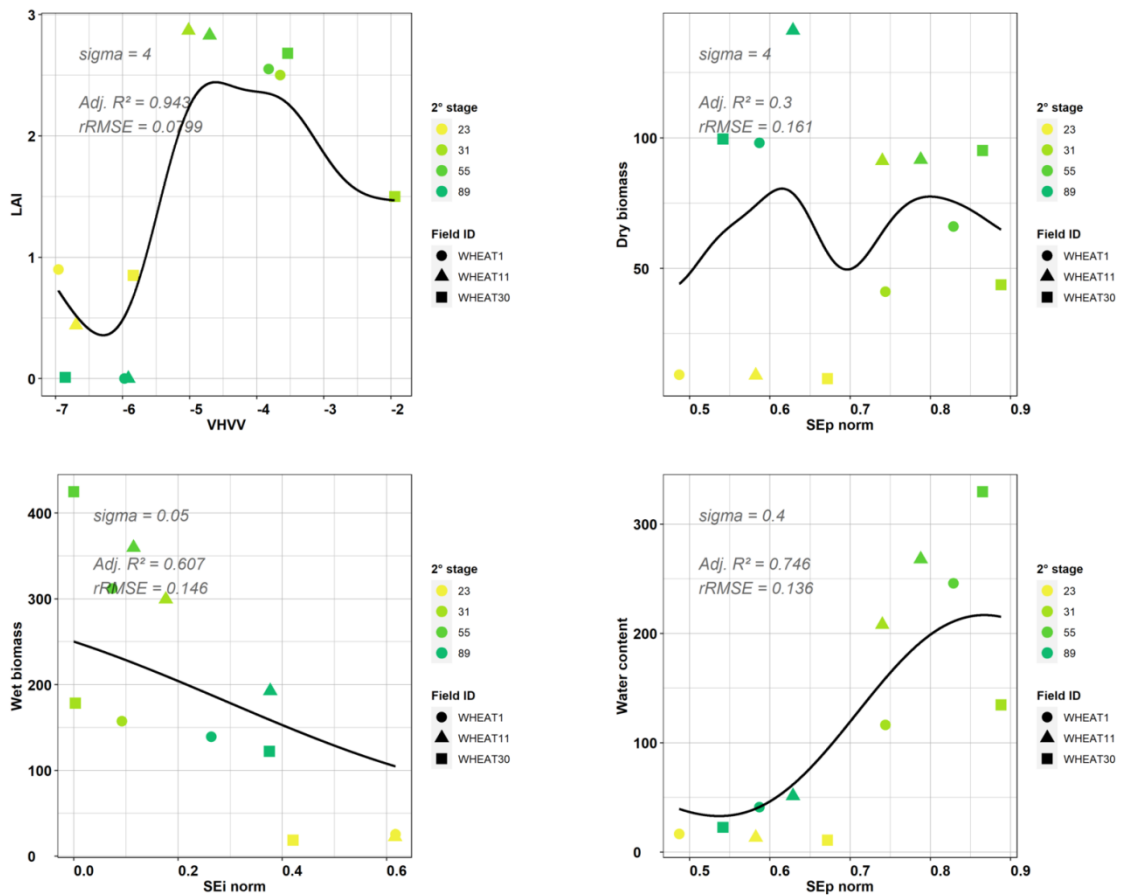 3
2
1
0
LAI
sigma = 4
Adj. R² = 0.943
rRMSE = 0.0799
-7 -6 -5 -4 -3 -2
VHVV
2° stage
23
31
55
89
Field ID
WHEAT1
WHEAT11
WHEAT30
100
50
Dry biomass
sigma = 4
Adj. R² = 0.3
rRMSE = 0.161
0.5 0.6 0.7 0.8 0.9
SEp norm
2° stage
23
31
55
89
Field ID
WHEAT1
WHEAT11
WHEAT30
400
300
200
100
0
Wet biomass
sigma = 0.05
Adj. R² = 0.607
rRMSE = 0.146
0.0 0.2 0.4 0.6
SEi norm
2° stage
23
31
55
89
Field ID
WHEAT1
WHEAT11
WHEAT30
300
200
100
0
Water content
sigma = 0.4
Adj. R² = 0.746
rRMSE = 0.136
0.5 0.6 0.7 0.8 0.9
SEp norm
2° stage
23
31
55
89
Field ID
WHEAT1
WHEAT11
WHEAT30